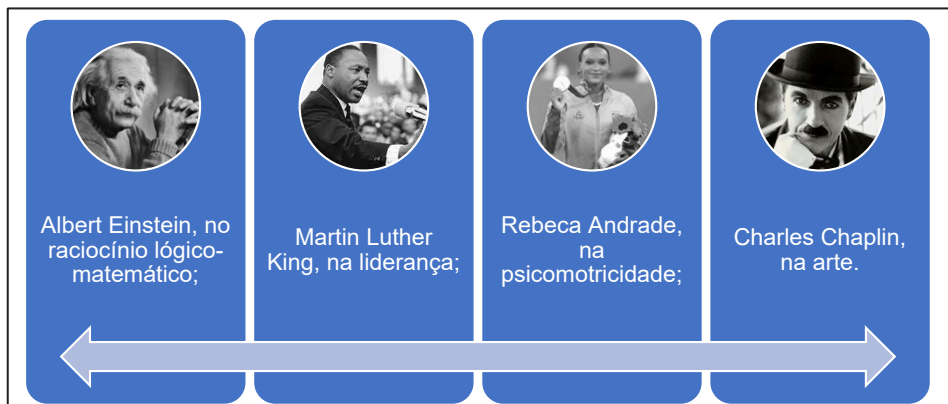 Albert Einstein, no
raciocínio lógico-
matemático;
Martin Luther
King, na liderança;
Rebeca Andrade,
na
psicomotricidade;
Charles Chaplin,
na arte.